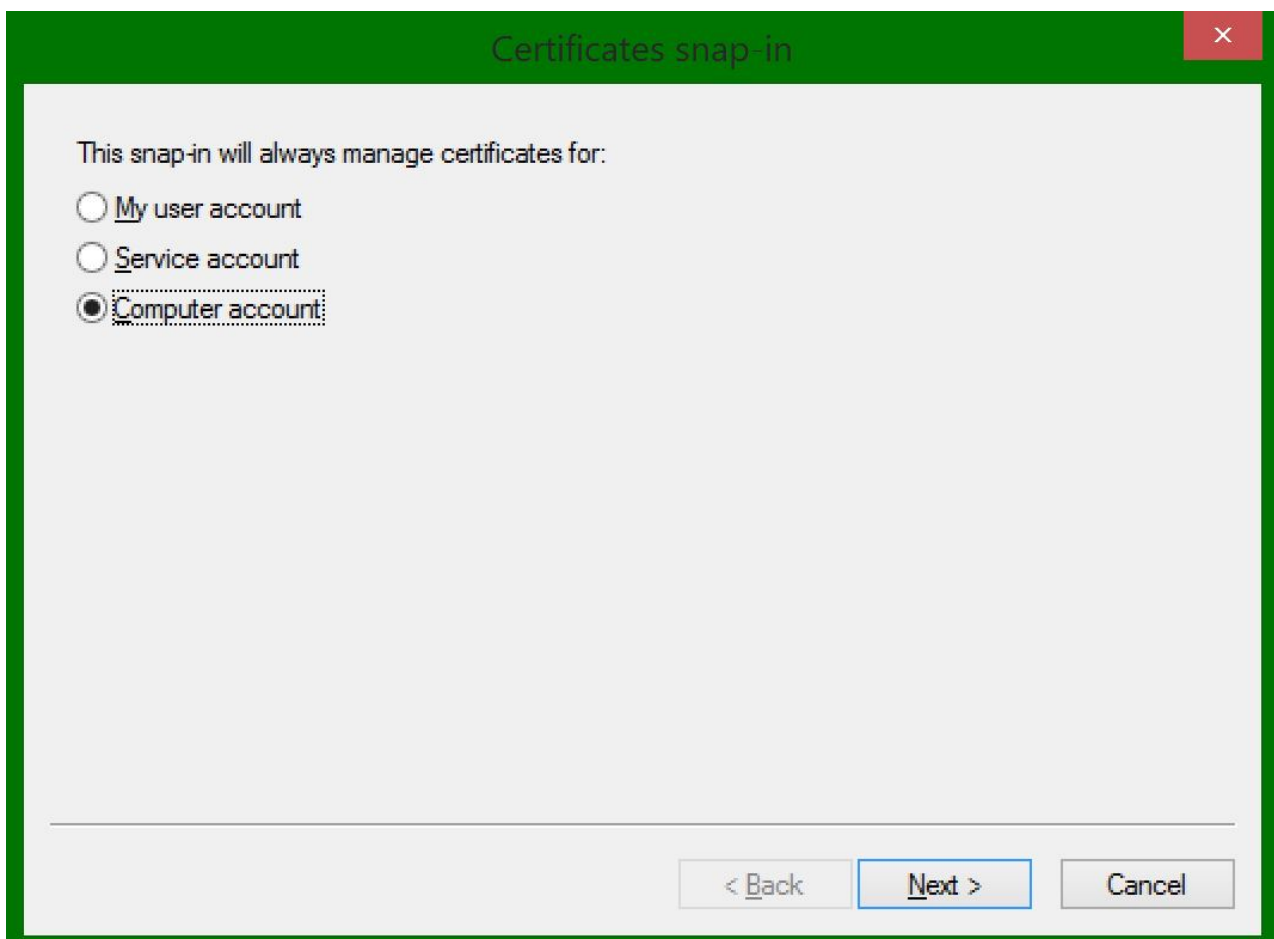 Certificates snap-in
This snap-in will always manage certificates for:
My user account
Service account
Computer account
< Back Next > Cancel